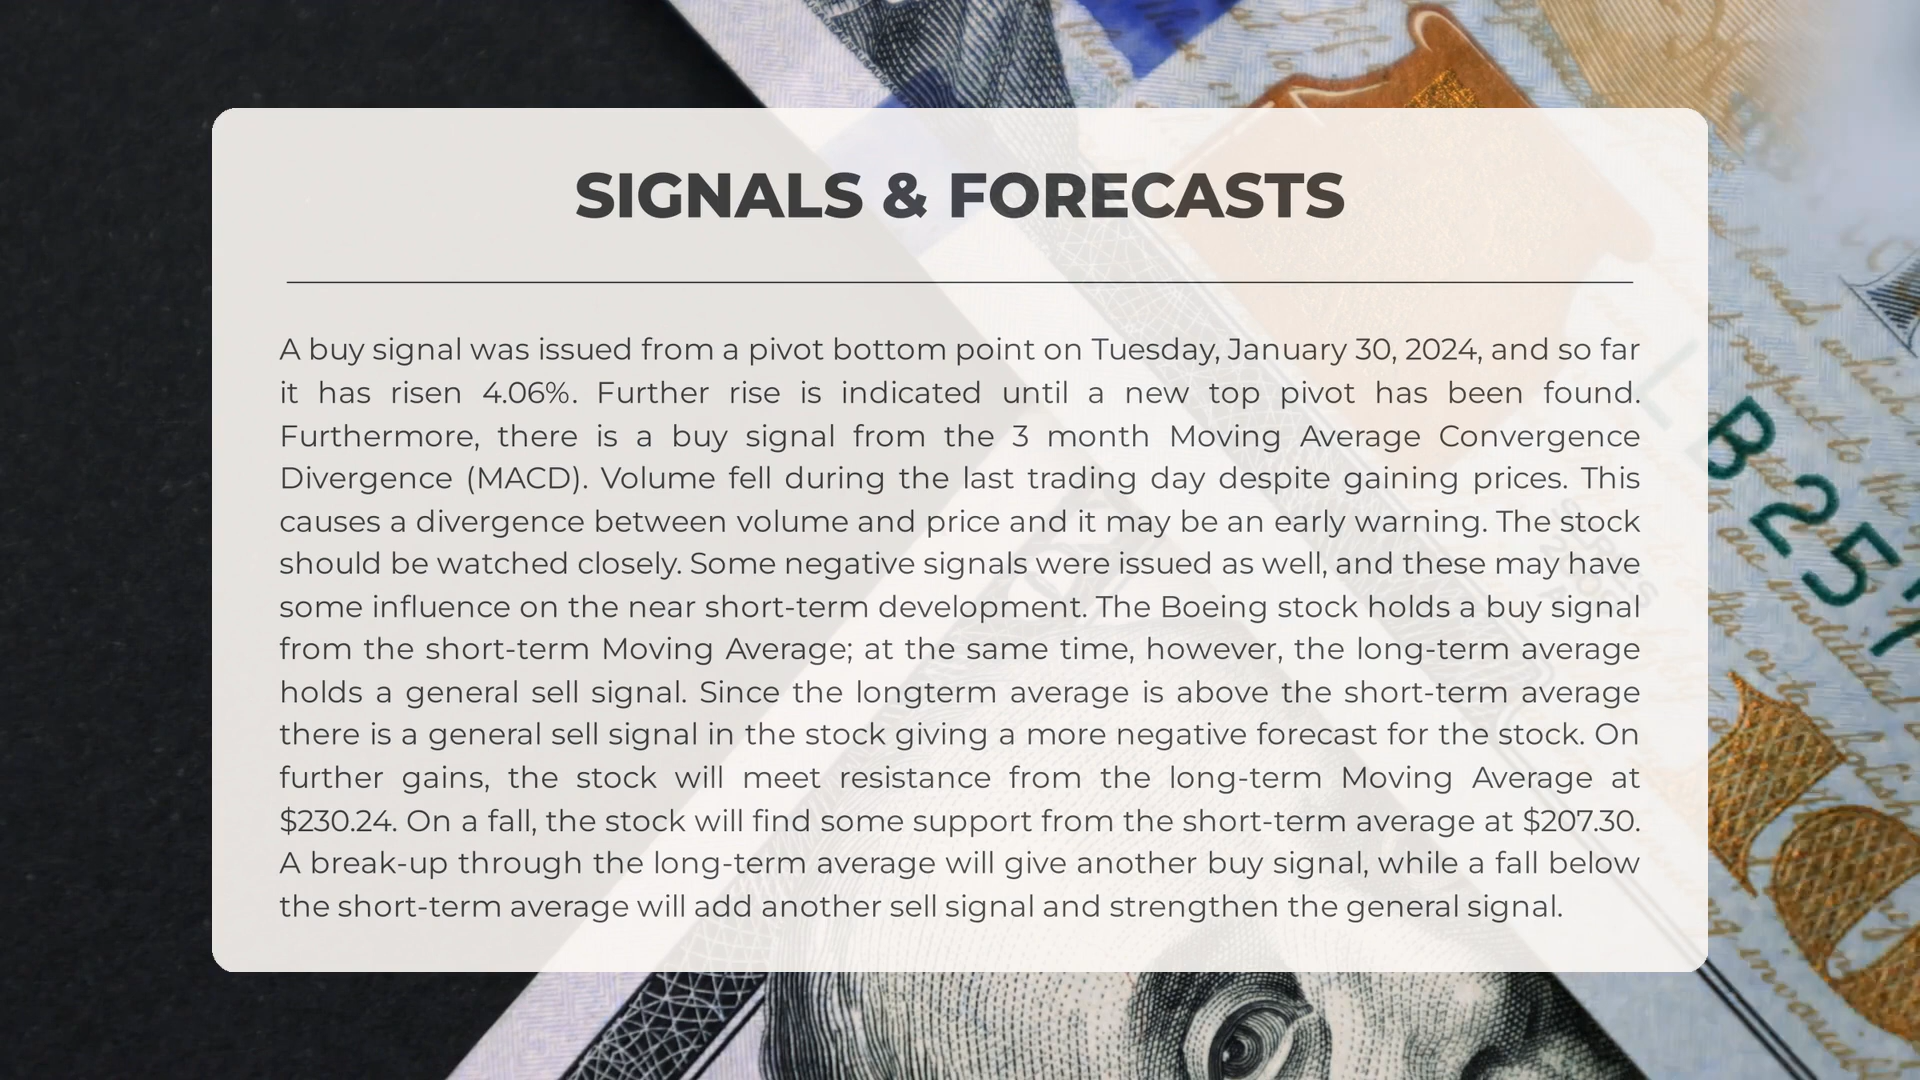 SIGNALS & FORECASTS
A buy signal was issued from a pivot bottom point on Tuesday, January 30, 2024, and so far
it has risen 4.06%. Further rise is indicated until a new top pivot has been found.
Furthermore, there is a buy signal from the 3 month Moving Average Convergence
Divergence (MACD). Volume fell during the last trading day despite gaining prices. This
causes a divergence between volume and price and it may be an early warning. The stock
should be watched closely. Some negative signals were issued as well, and these may have
some influence on the near short-term development. The Boeing stock holds a buy signal
from the short-term Moving Average; at the same time, however, the long-term average
holds a general sell signal. Since the longterm average is above the short-term average
there is a general sell signal in the stock giving a more negative forecast for the stock. On
further gains, the stock will meet resistance from the long-term Moving Average at
$230.24. On a fall, the stock will find some support from the short-term average at $207.30.
A break-up through the long-term average will give another buy signal, while a fall below
the short-term average will add another sell signal and strengthen the general signal.
LB25